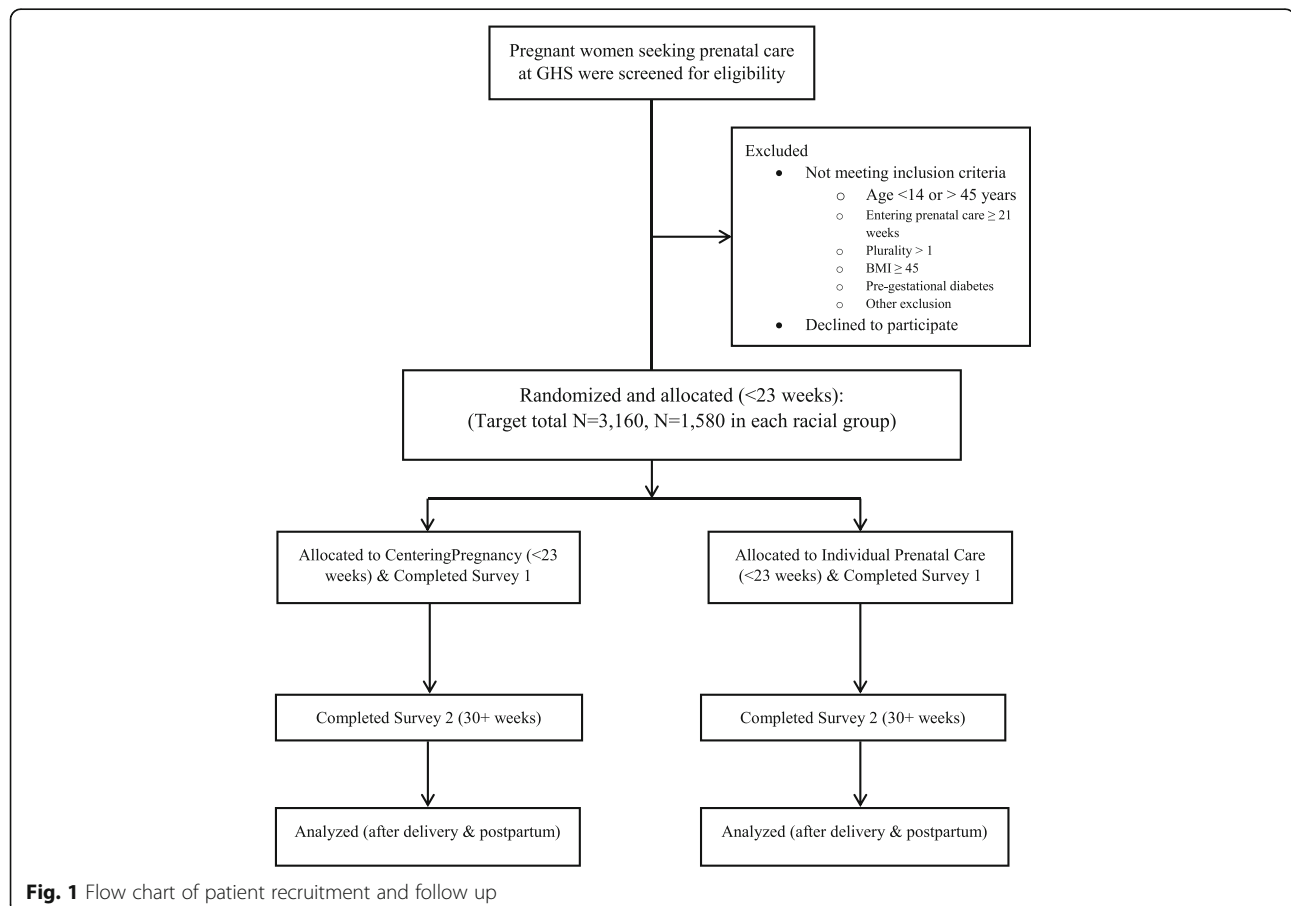 Pregnant women seeking prenatal care
at GHS were screened for eligibility
Excluded
• Not meeting inclusion criteria
o Age <14 or > 45 years
o Entering prenatal care ≥ 21
weeks
o Plurality > 1
o BMI ≥ 45
o Pre-gestational diabetes
o Other exclusion
• Declined to participate
Randomized and allocated (<23 weeks):
(Target total N=3,160, N=1,580 in each racial group)
Allocated to CenteringPregnancy (<23
weeks) & Completed Survey 1
Allocated to Individual Prenatal Care
(<23 weeks) & Completed Survey 1
Completed Survey 2 (30+ weeks)
Completed Survey 2 (30+ weeks)
Analyzed (after delivery & postpartum)
Analyzed (after delivery & postpartum)
Fig. 1 Flow chart of patient recruitment and follow up